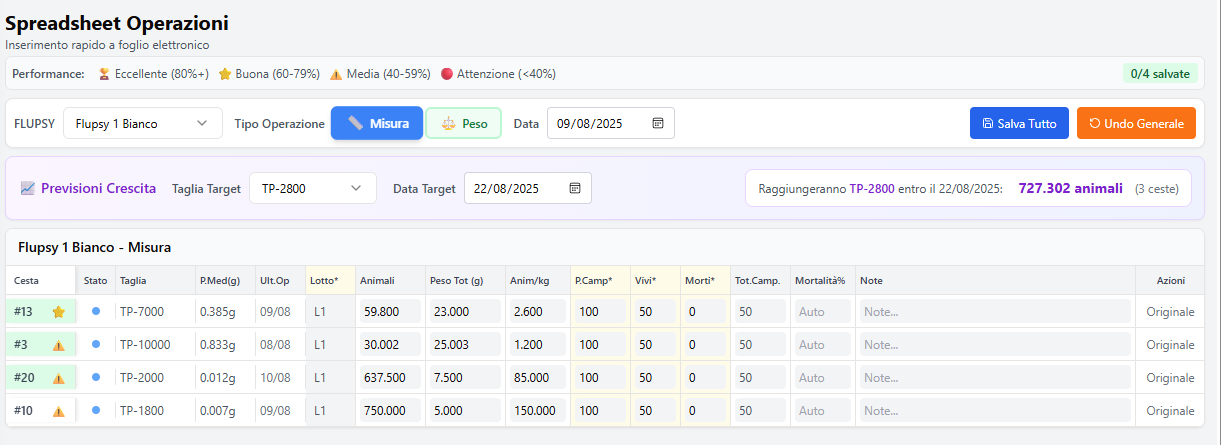 Spreadsheet Operazioni
Inserimento rapido a foglio elettronico
Performance: Eccellente (80%+) Buona (60-79%) Media (40-59%) Attenzione (<40%) 0/4 salvate
FLUPSY Flupsy 1 Bianco Tipo Operazione Misura Peso Data 09/08/2025 Salva Tutto Undo Generale
Previsioni Crescita Taglia Target TP-2800 Data Target 22/08/2025 Raggiungeranno TP-2800 entro il 22/08/2025: 727.302 animali (3 ceste)
Flupsy 1 Bianco - Misura
Cesta Stato Taglia P.Med(g) Ult.Op Lotto* Animali Peso Tot (g) Anim/kg P.Camp* Vivi* Morti* Tot.Camp. Mortalità% Note Azioni
#13 TP-7000 0.385g 09/08 L1 59.800 23.000 2.600 100 50 0 50 Auto Note... Originale
#3 TP-10000 0.833g 08/08 L1 30.002 25.003 1.200 100 50 0 50 Auto Note... Originale
#20 TP-2000 0.012g 10/08 L1 637.500 7.500 85.000 100 50 0 50 Auto Note... Originale
#10 TP-1800 0.007g 09/08 L1 750.000 5.000 150.000 100 50 0 50 Auto Note... Originale